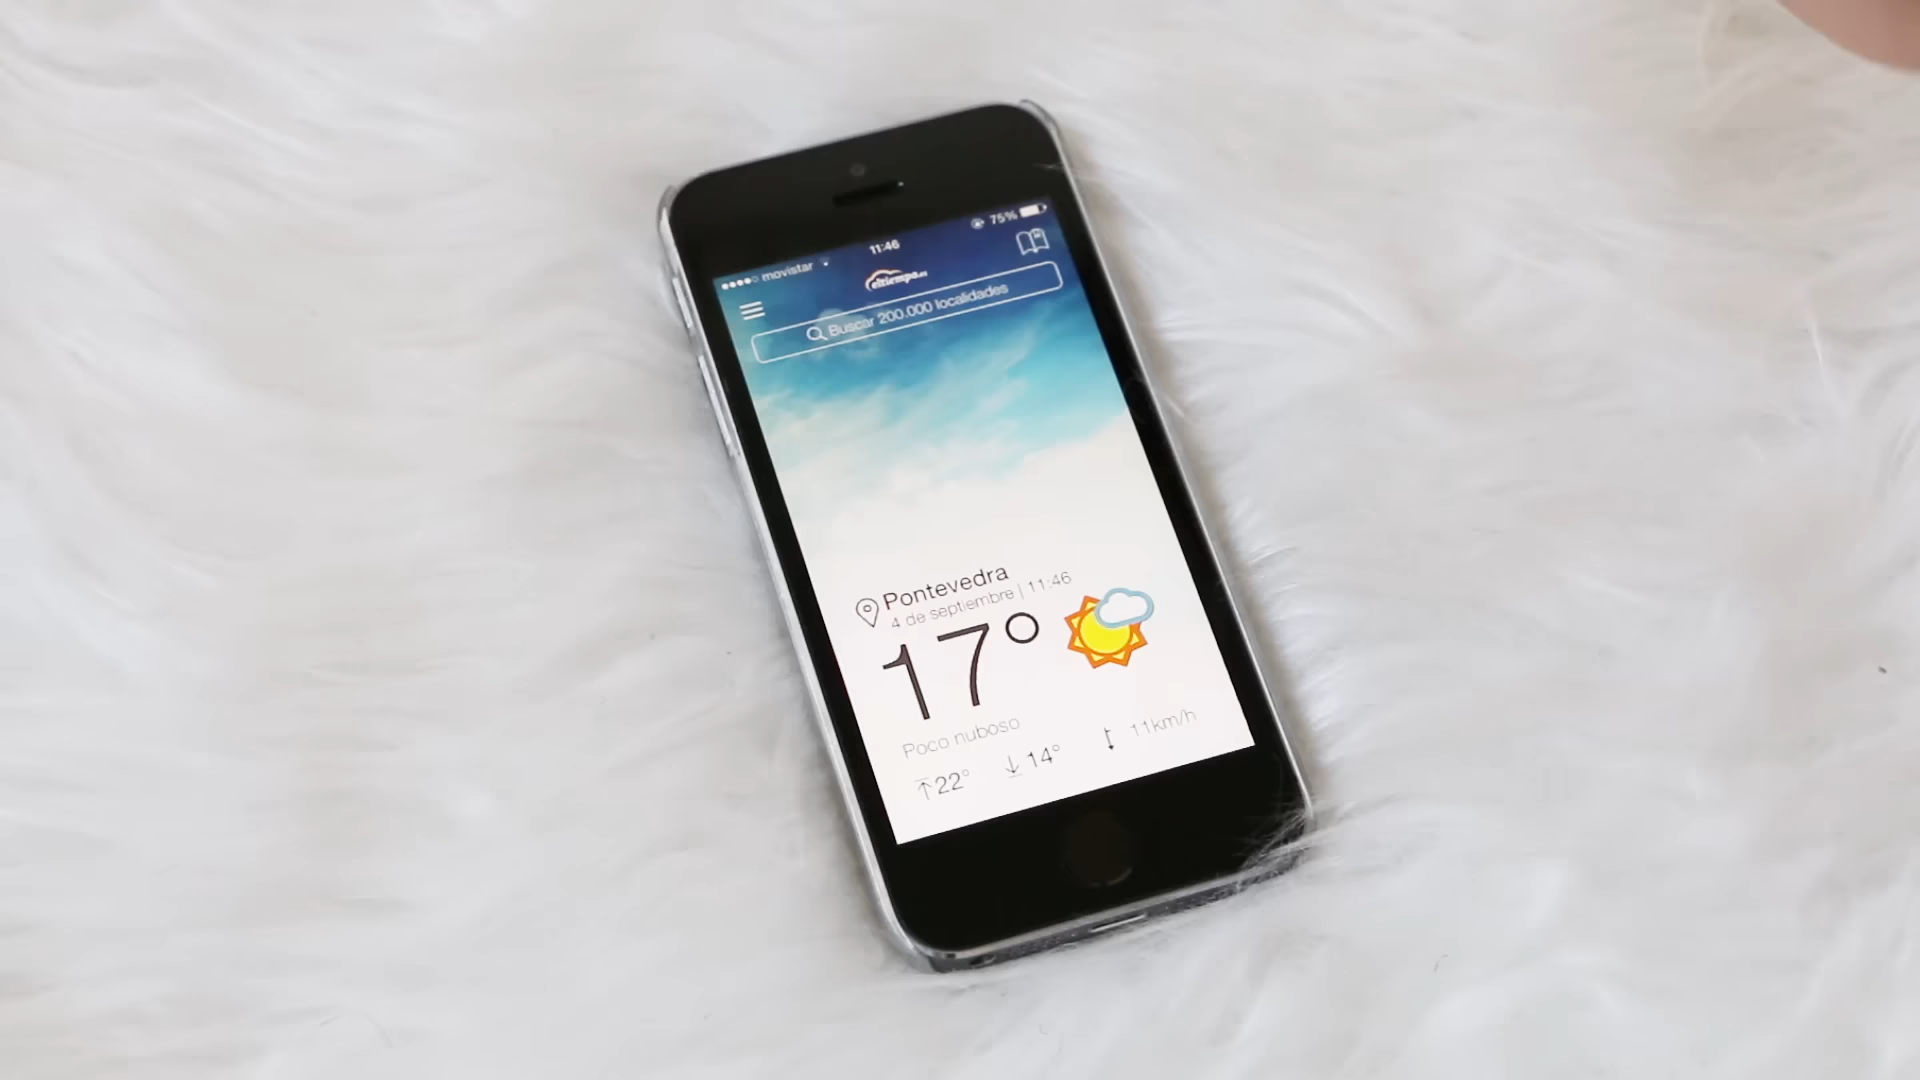 movistar 11:46 75%
eltiempo.es
Buscar 200.000 localidades
Pontevedra
4 de septiembre | 11:46
17°
Poco nuboso
22° 14° 11km/h